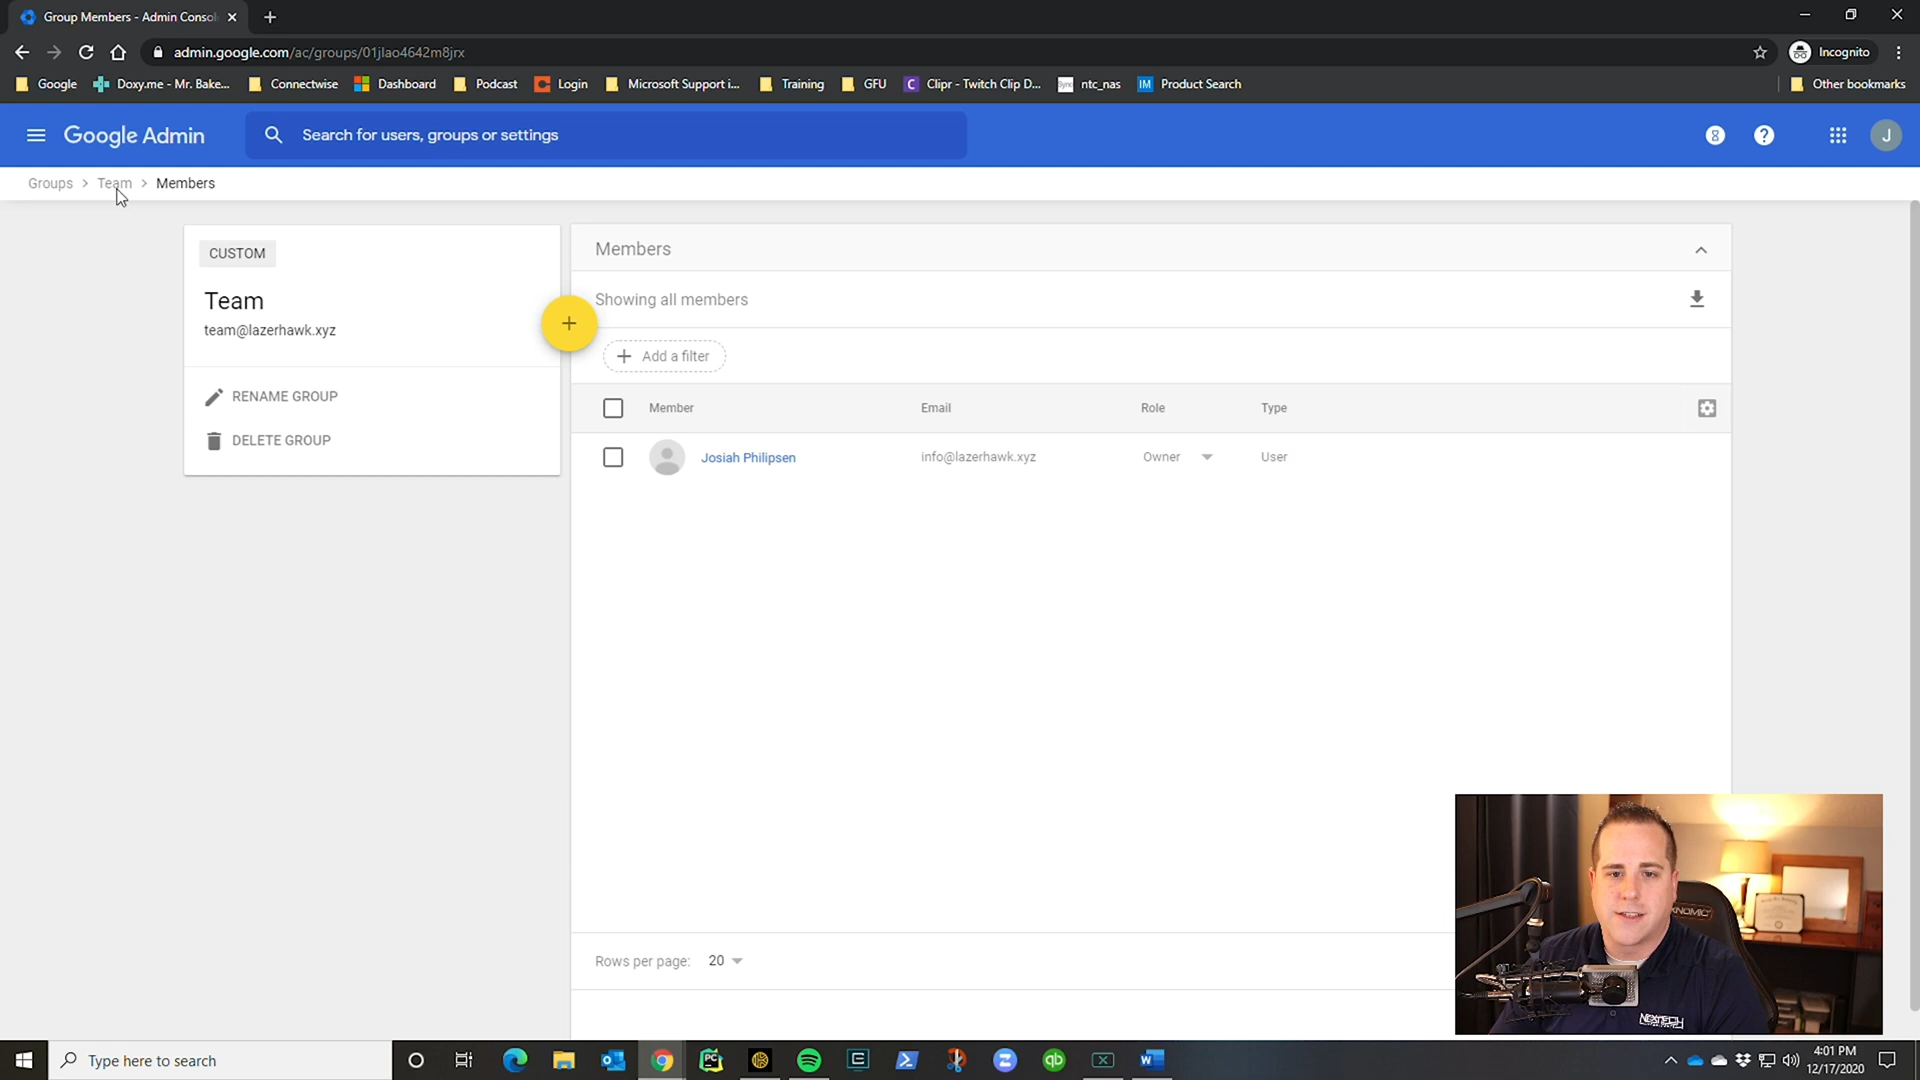 Group Members - Admin Consol
admin.google.com/ac/groups/01jlao4642m8jrx
Incognito
Google
Doxy.me - Mr. Bake...
Connectwise
Dashboard
Podcast
Login
Microsoft Support i...
Training
GFU
Clipr - Twitch Clip D...
ntc_nas
Product Search
Other bookmarks
Google Admin
Search for users, groups or settings
J
Groups > Team > Members
CUSTOM
Team
team@lazerhawk.xyz
RENAME GROUP
DELETE GROUP
Members
Showing all members
Add a filter
Member Email Role Type
Josiah Philipsen info@lazerhawk.xyz Owner User
Rows per page: 20
NEXTECH
Type here to search
4:01 PM
12/17/2020